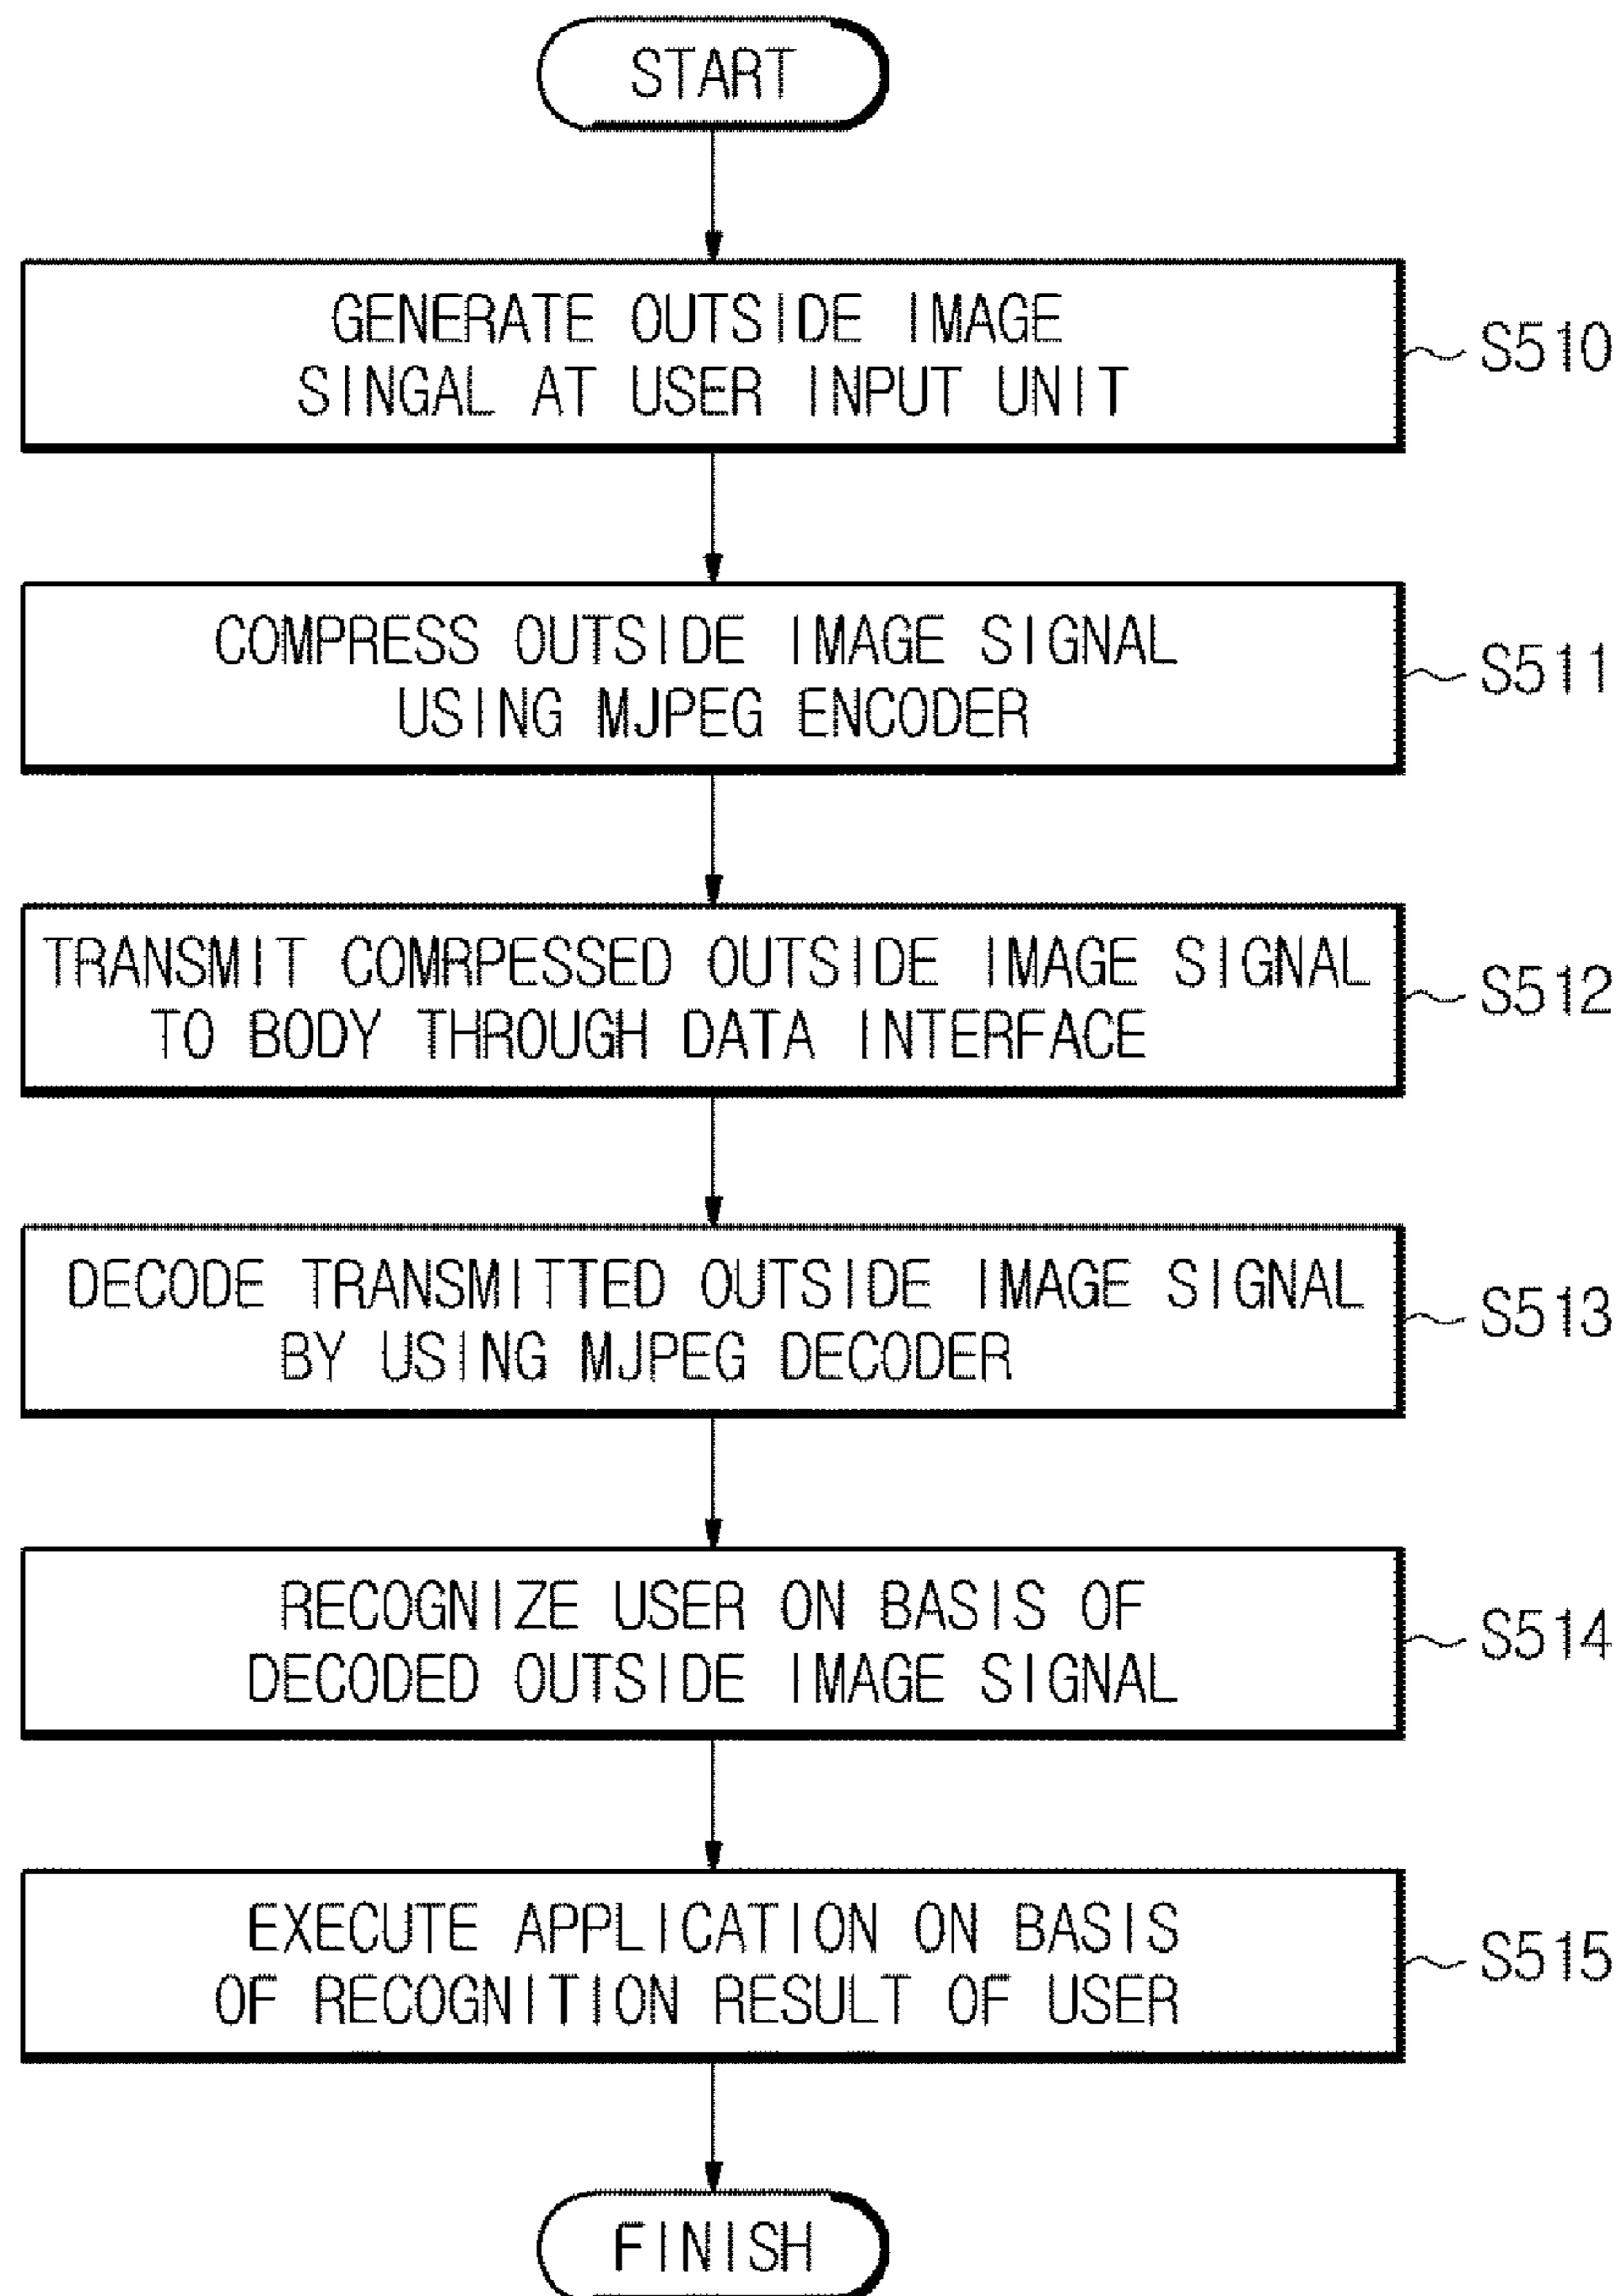 START
GENERATE OUTSIDE IMAGE
SINGAL AT USER INPUT UNIT
S510
COMPRESS OUTSIDE IMAGE SIGNAL
USING MJPEG ENCODER
S511
TRANSMIT COMRPESSED OUTSIDE IMAGE SIGNAL
TO BODY THROUGH DATA INTERFACE
S512
DECODE TRANSMITTED OUTSIDE IMAGE SIGNAL
BY USING MJPEG DECODER
S513
RECOGNIZE USER ON BASIS OF
DECODED OUTSIDE IMAGE SIGNAL
S514
EXECUTE APPLICATION ON BASIS
OF RECOGNITION RESULT OF USER
S515
FINISH